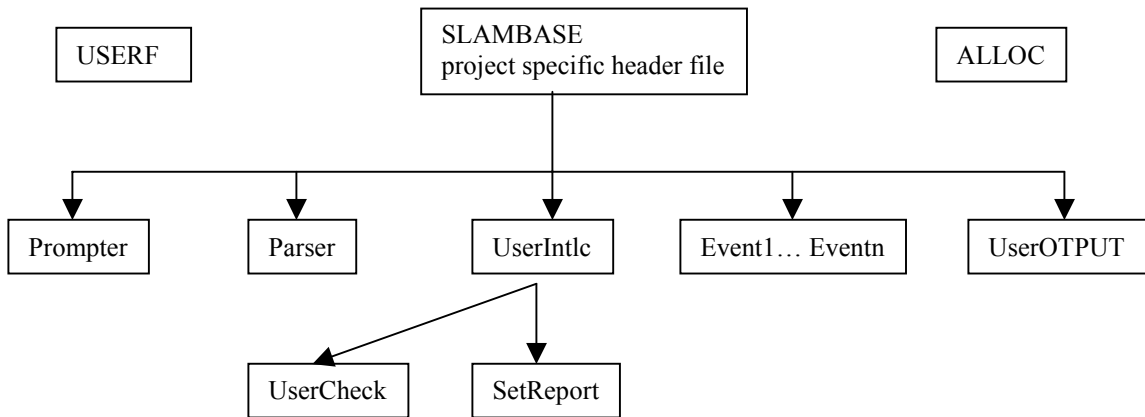 USERF
SLAMBASE
project specific header file
ALLOC
Prompter
Parser
UserIntlc
Event1… Eventn
UserOTPUT
UserCheck
SetReport